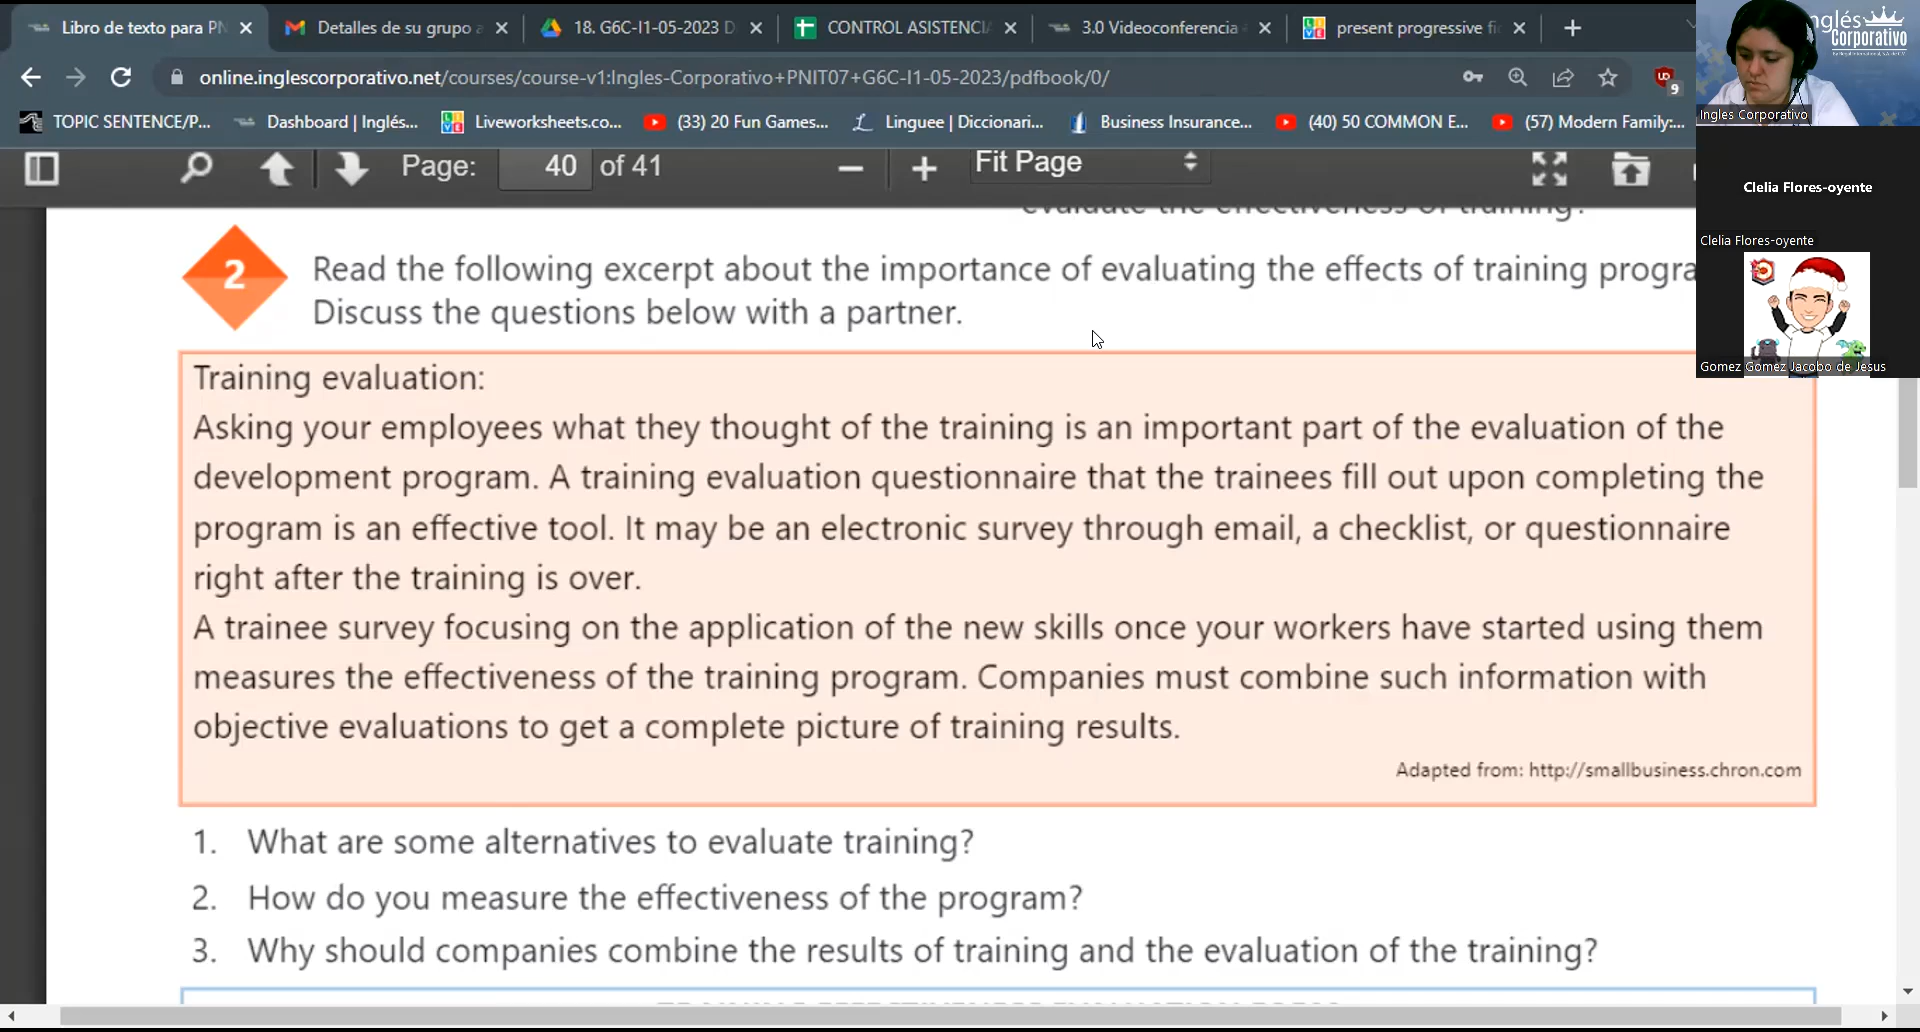 Libro de texto para PN
Detalles de su grupo a
18. G6C-I1-05-2023 D
CONTROL ASISTENCIA
3.0 Videoconferencia
present progressive fi
online.inglescorporativo.net/courses/course-v1:Ingles-Corporativo+PNIT07+G6C-I1-05-2023/pdfbook/0/
9
TOPIC SENTENCE/P...
Dashboard | Inglés...
Liveworksheets.co...
(33) 20 Fun Games...
Linguee | Diccionari...
Business Insurance...
(40) 50 COMMON E...
(57) Modern Family:...
Page: 40 of 41
Fit Page
Inglés
Corporativo
Ingles Corporativo
Clelia Flores-oyente
Clelia Flores-oyente
Gomez Gomez Jacobo de Jesus
evaluate the effectiveness of training?
2
Read the following excerpt about the importance of evaluating the effects of training progra
Discuss the questions below with a partner.
Training evaluation:
Asking your employees what they thought of the training is an important part of the evaluation of the
development program. A training evaluation questionnaire that the trainees fill out upon completing the
program is an effective tool. It may be an electronic survey through email, a checklist, or questionnaire
right after the training is over.
A trainee survey focusing on the application of the new skills once your workers have started using them
measures the effectiveness of the training program. Companies must combine such information with
objective evaluations to get a complete picture of training results.
Adapted from: http://smallbusiness.chron.com
1. What are some alternatives to evaluate training?
2. How do you measure the effectiveness of the program?
3. Why should companies combine the results of training and the evaluation of the training?